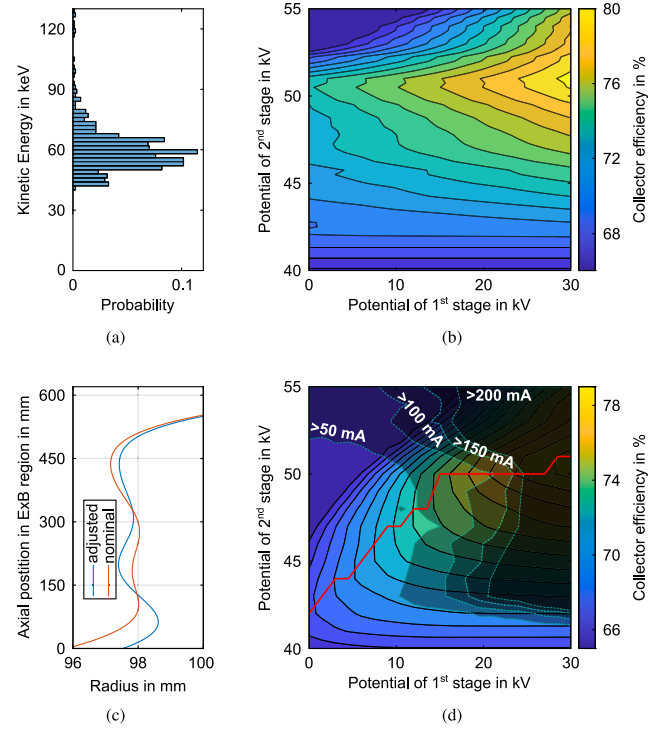 130
90
60
30
0
0
0.1
Kinetic Energy in keV
Probability
(a)
55
50
45
40
0
10
20
30
Potential of 2nd stage in kV
Potential of 1st stage in kV
80
76
72
68
Collector efficiency in %
(b)
600
450
300
150
0
96
98
100
Axial postition in ExB region in mm
Radius in mm
adjusted
nominal
(c)
55
50
45
40
0
10
20
30
Potential of 2nd stage in kV
Potential of 1st stage in kV
>50 mA
>100 mA
>150 mA
>200 mA
78
74
70
66
Collector efficiency in %
(d)